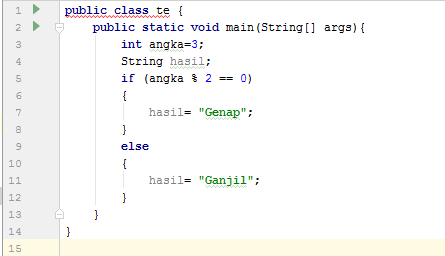 1 public class te {
2 public static void main(String[] args){
3 int angka=3;
4 String hasil;
5 if (angka % 2 == 0)
6 {
7 hasil= "Genap";
8 }
9 else
10 {
11 hasil= "Ganjil";
12 }
13 }
14 }
15